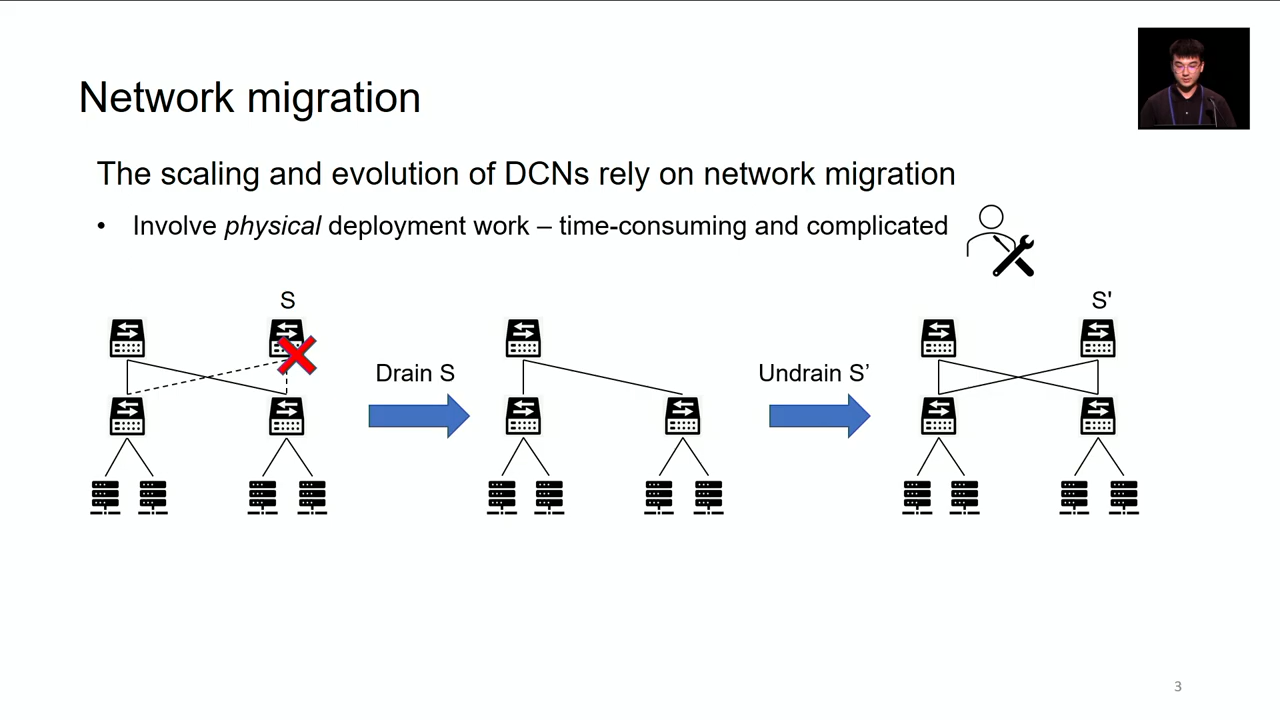 Network migration
The scaling and evolution of DCNs rely on network migration
• Involve physical deployment work – time-consuming and complicated
S
S'
Drain S
Undrain S’
3